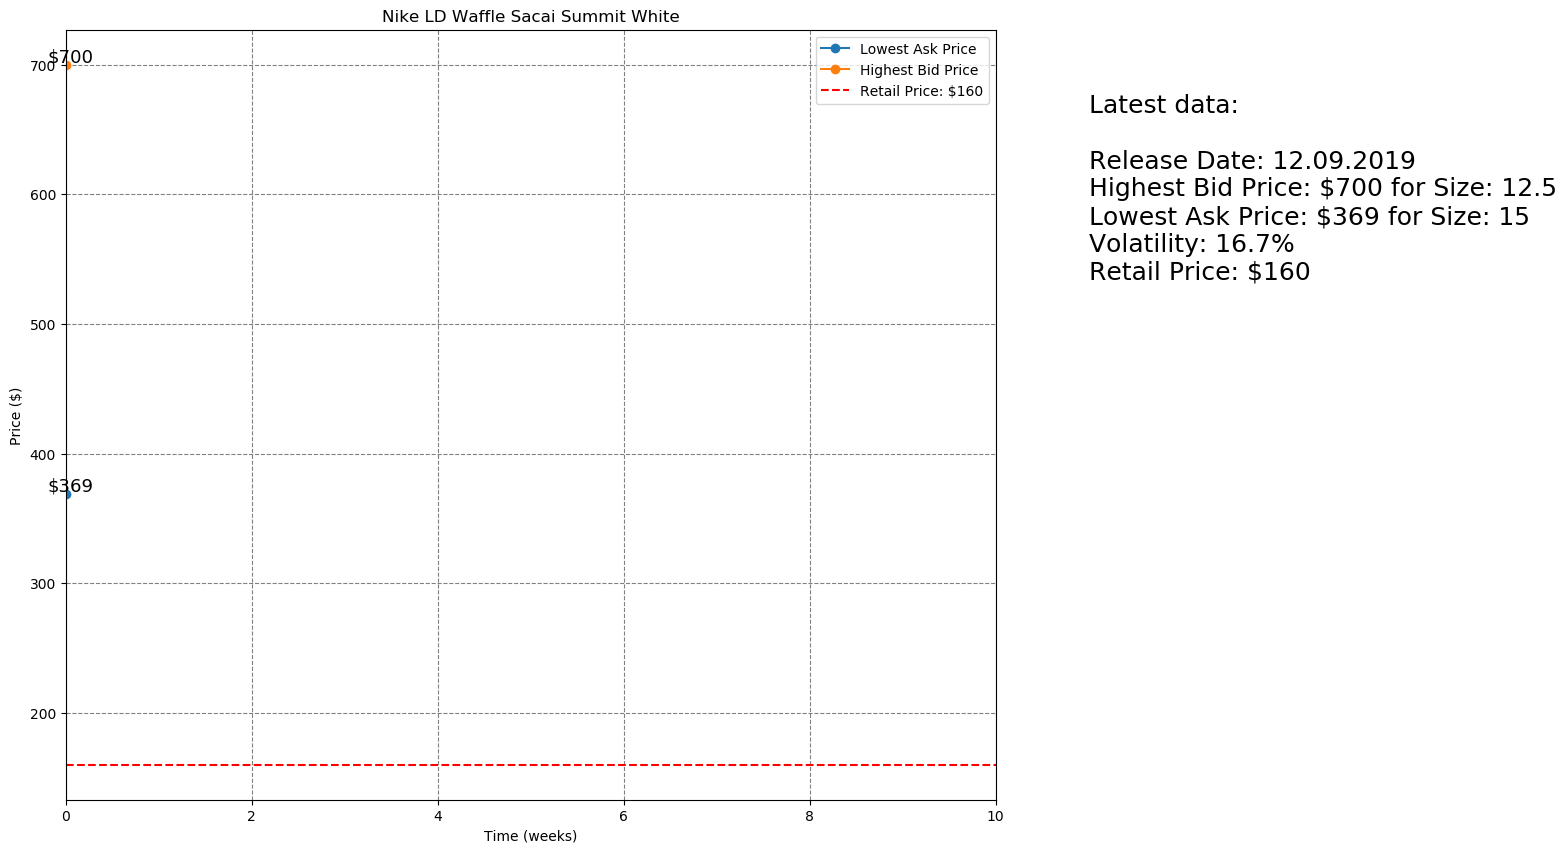 Nike LD Waffle Sacai Summit White
$700
700
600
500
400
300
200
$369
Price ($)
0 2 4 6 8 10
Time (weeks)
Lowest Ask Price
Highest Bid Price
Retail Price: $160
Latest data:
Release Date: 12.09.2019
Highest Bid Price: $700 for Size: 12.5
Lowest Ask Price: $369 for Size: 15
Volatility: 16.7%
Retail Price: $160